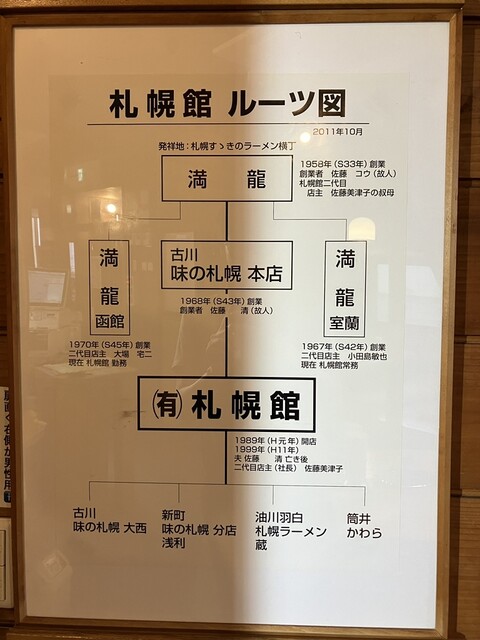 札幌館 ルーツ図
2011年10月
発祥地：札幌すゝきのラーメン横丁
満龍
1958年（S33年）創業
創業者 佐藤 コウ（故人）
札幌館二代目
店主 佐藤美津子の叔母
満龍
函館
1970年（S45年）創業
二代目店主 大場 宅二
現在 札幌館 勤務
古川
味の札幌 本店
1968年（S43年）創業
創業者 佐藤 清（故人）
満龍
室蘭
1967年（S42年）創業
二代目店主 小田島敏也
現在 札幌館常務
㈲札幌館
1989年（H元年）開店
1999年（H11年）
夫 佐藤 清 亡き後
二代目店主（社長） 佐藤美津子
古川
味の札幌 大西
新町
味の札幌 分店
浅利
油川羽白
札幌ラーメン
蔵
筒井
かわら